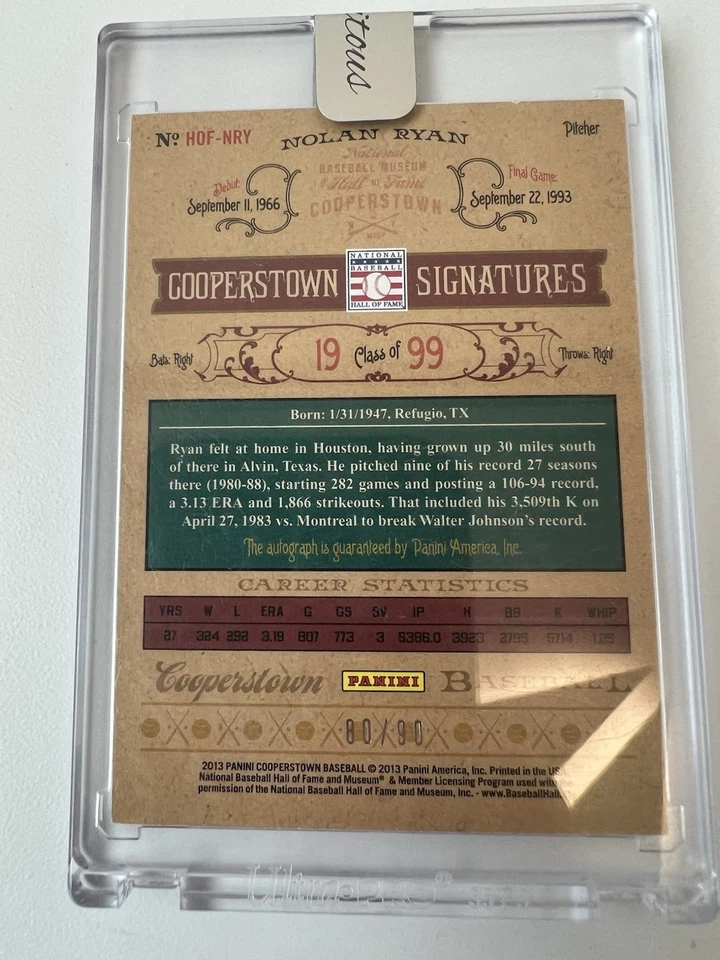 itous
Nº HOF-NRY
NOLAN RYAN
Pitcher
Debut:
September 11, 1966
National
BASEBALL MUSEUM
& Hall of Fame
COOPERSTOWN
Final Game:
September 22, 1993
COOPERSTOWN
NATIONAL
BASEBALL
HALL OF FAME
SIGNATURES
Bats: Right
19 Class of 99
Throws: Right
Born: 1/31/1947, Refugio, TX
Ryan felt at home in Houston, having grown up 30 miles south
of there in Alvin, Texas. He pitched nine of his record 27 seasons
there (1980-88), starting 282 games and posting a 106-94 record,
a 3.13 ERA and 1,866 strikeouts. That included his 3,509th K on
April 27, 1983 vs. Montreal to break Walter Johnson's record.
The autograph is guaranteed by Panini America, Inc.
CAREER STATISTICS
YRS W L ERA G GS SV IP H BB K WHIP
27 324 292 3.19 807 773 3 5386.0 3923 2795 5714 1.25
Cooperstown PANINI BASEBALL
80/90
2013 PANINI COOPERSTOWN BASEBALL © 2013 Panini America, Inc. Printed in the USA.
National Baseball Hall of Fame and Museum® & Member Licensing Program used with the
permission of the National Baseball Hall of Fame and Museum, Inc. - www.BaseballHall.
Ultra PRO®